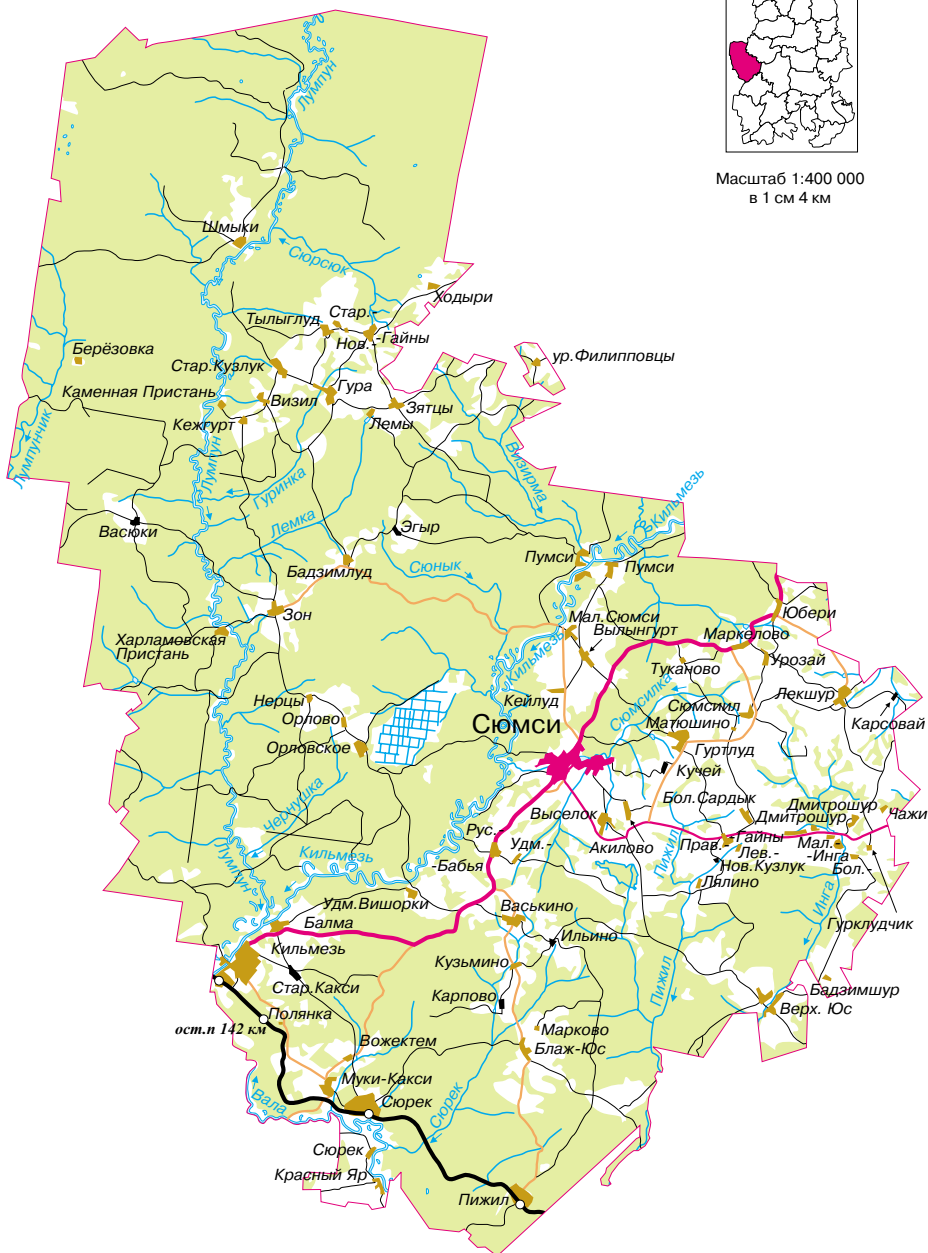 Масштаб 1:400 000
в 1 см 4 км
Лумпун
Шмыки
Сюрсюк
Ходыри
Стар.-
Тылыглуд
Нов.-
-Гайны
Берёзовка
ур.Филипповцы
Стар.Кузлук
Каменная Пристань
Гура
Визил
Зятцы
Кежгурт
Лемы
Лумпунчик
Лумпун
Визирма
Кильмезь
Гуринка
Лемка
Васюки
Эгыр
Пумси
Пумси
Бадзимлуд
Сюнык
Зон
Мал.Сюмси
Вылынгурт
Юбери
Маркелово
Харламовская
Пристань
Кильмезь
Туканово
Урозай
Нерцы
Кейлуд
Сюмсилка
Сюмсиил
Лекшур
Орлово
Сюмси
Матюшино
Карсовай
Орловское
Гуртлуд
Кучей
Чернушка
Бол.Сардык
Дмитрошур
Чажи
Выселок
Дмитрошур
Рус.-
Акилово
Пижил
Прав.-
-Гайны
Мал.-
Удм.-
Лев.-
-Инга
Кильмезь
-Бабья
Нов.Кузлук
Бол.-
Лумпун
Лялино
Инга
Удм.Вишорки
Васькино
Гурклудчик
Балма
Ильино
Кильмезь
Кузьмино
Пижил
Стар.Какси
Карпово
Бадзимшур
Полянка
Верх. Юс
ост.п 142 км
Марково
Вожектем
Блаж-Юс
Муки-Какси
Вала
Сюрек
Сюрек
Сюрек
Красный Яр
Пижил